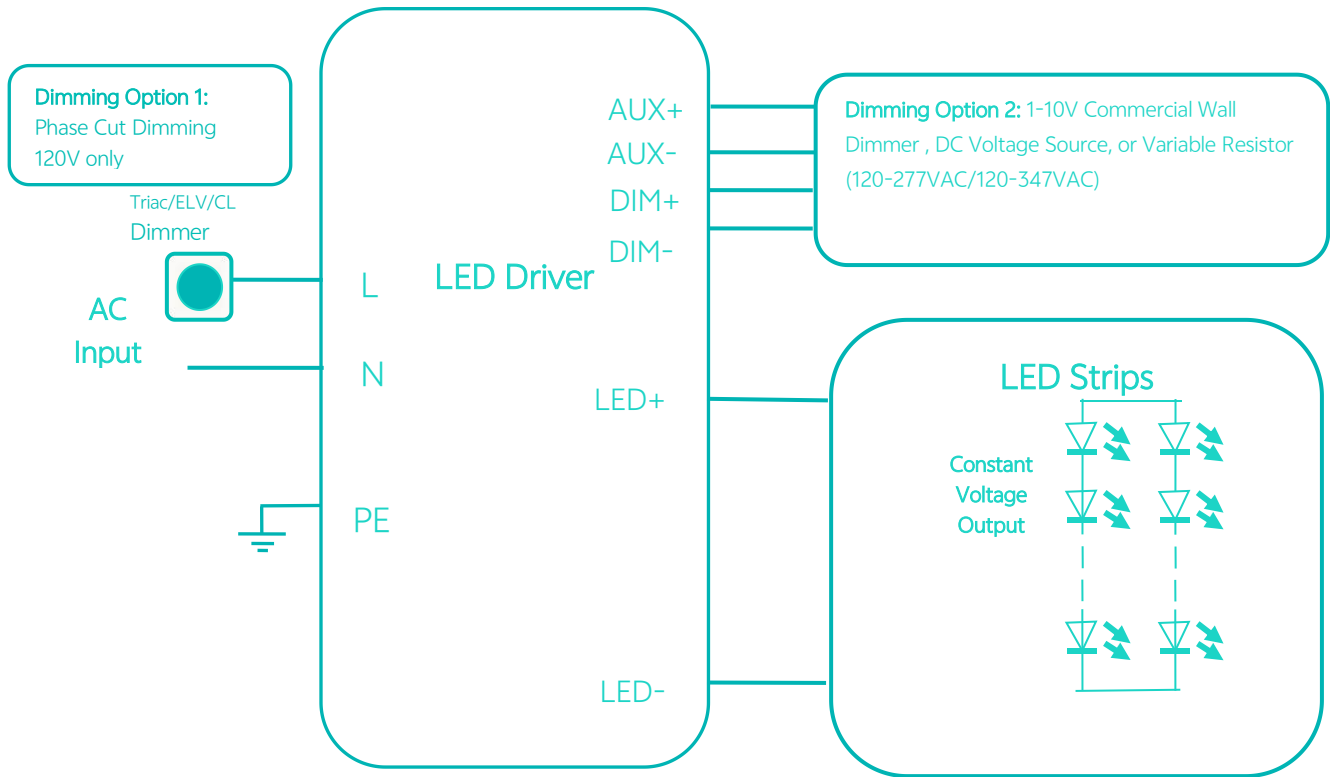 Dimming Option 1:
Phase Cut Dimming
120V only
Triac/ELV/CL
Dimmer
AC
Input
L
N
PE
LED Driver
AUX+
AUX-
DIM+
DIM-
LED+
LED-
Dimming Option 2: 1-10V Commercial Wall
Dimmer , DC Voltage Source, or Variable Resistor
(120-277VAC/120-347VAC)
LED Strips
Constant
Voltage
Output